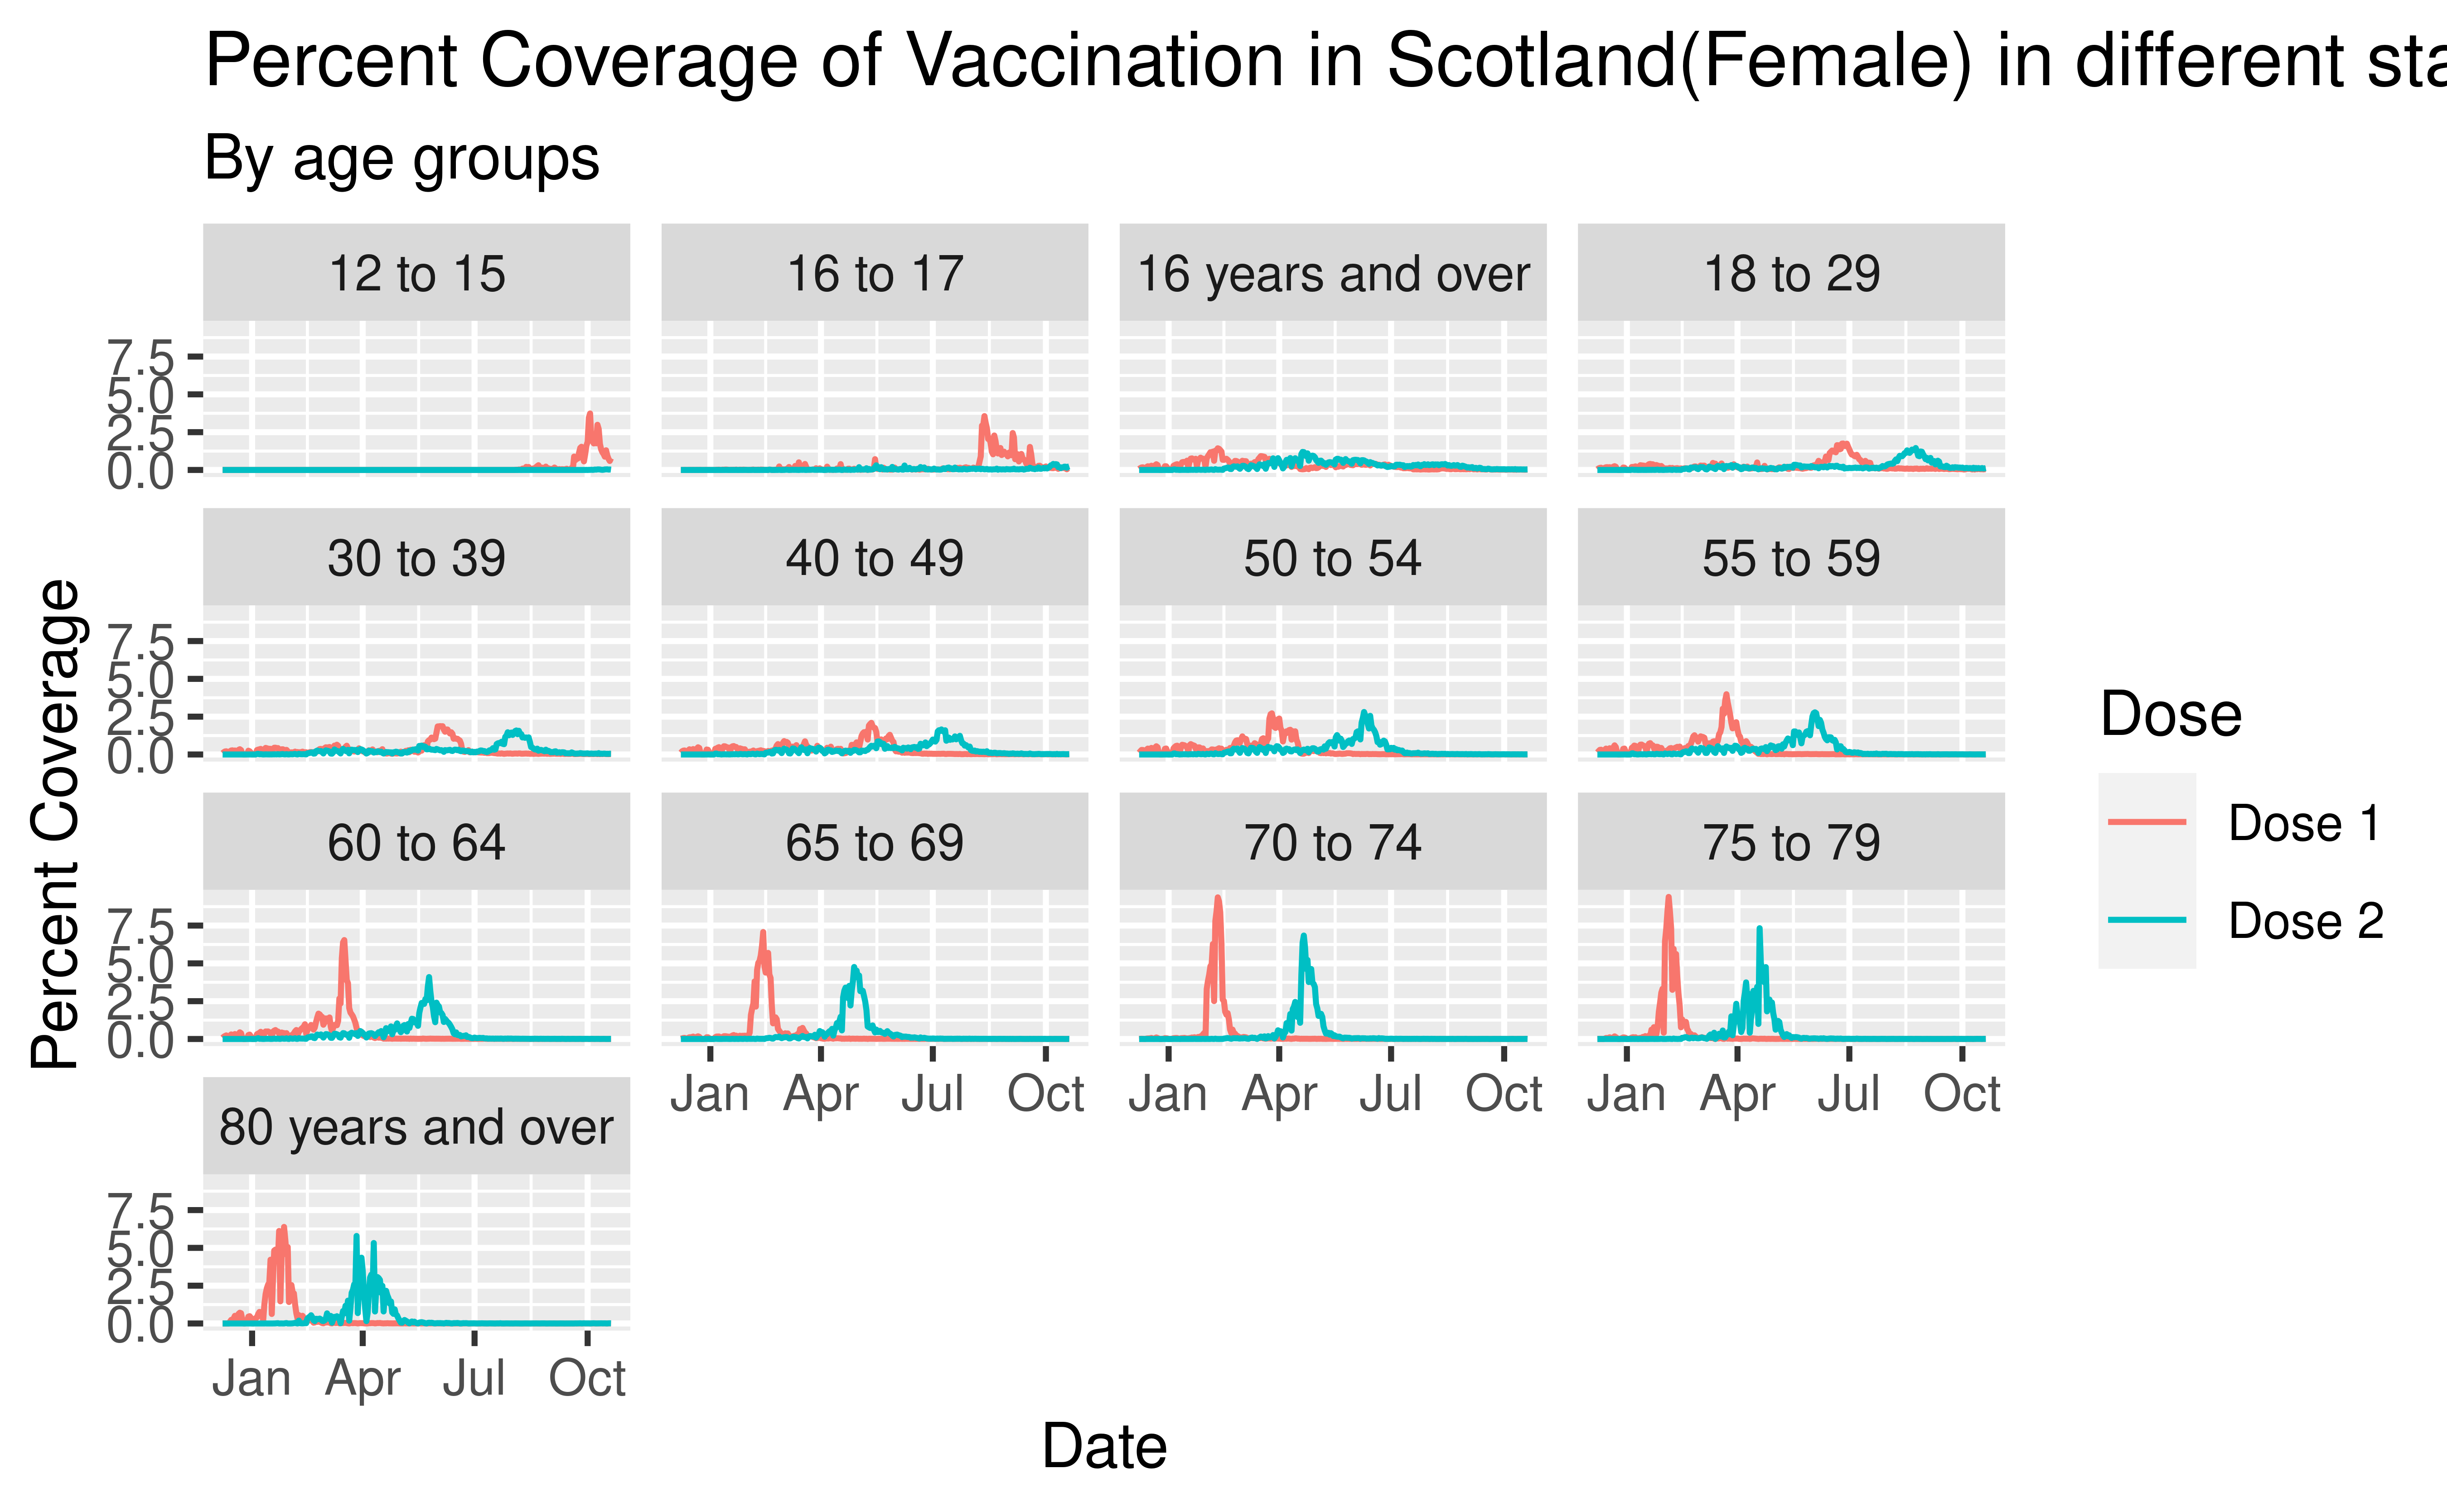 Percent Coverage of Vaccination in Scotland(Female) in different sta
By age groups
12 to 15
16 to 17
16 years and over
18 to 29
7.5
5.0
2.5
0.0
30 to 39
40 to 49
50 to 54
55 to 59
7.5
5.0
2.5
0.0
60 to 64
65 to 69
70 to 74
75 to 79
7.5
5.0
2.5
0.0
Jan Apr Jul Oct
Jan Apr Jul Oct
Jan Apr Jul Oct
80 years and over
7.5
5.0
2.5
0.0
Jan Apr Jul Oct
Percent Coverage
Date
Dose
Dose 1
Dose 2